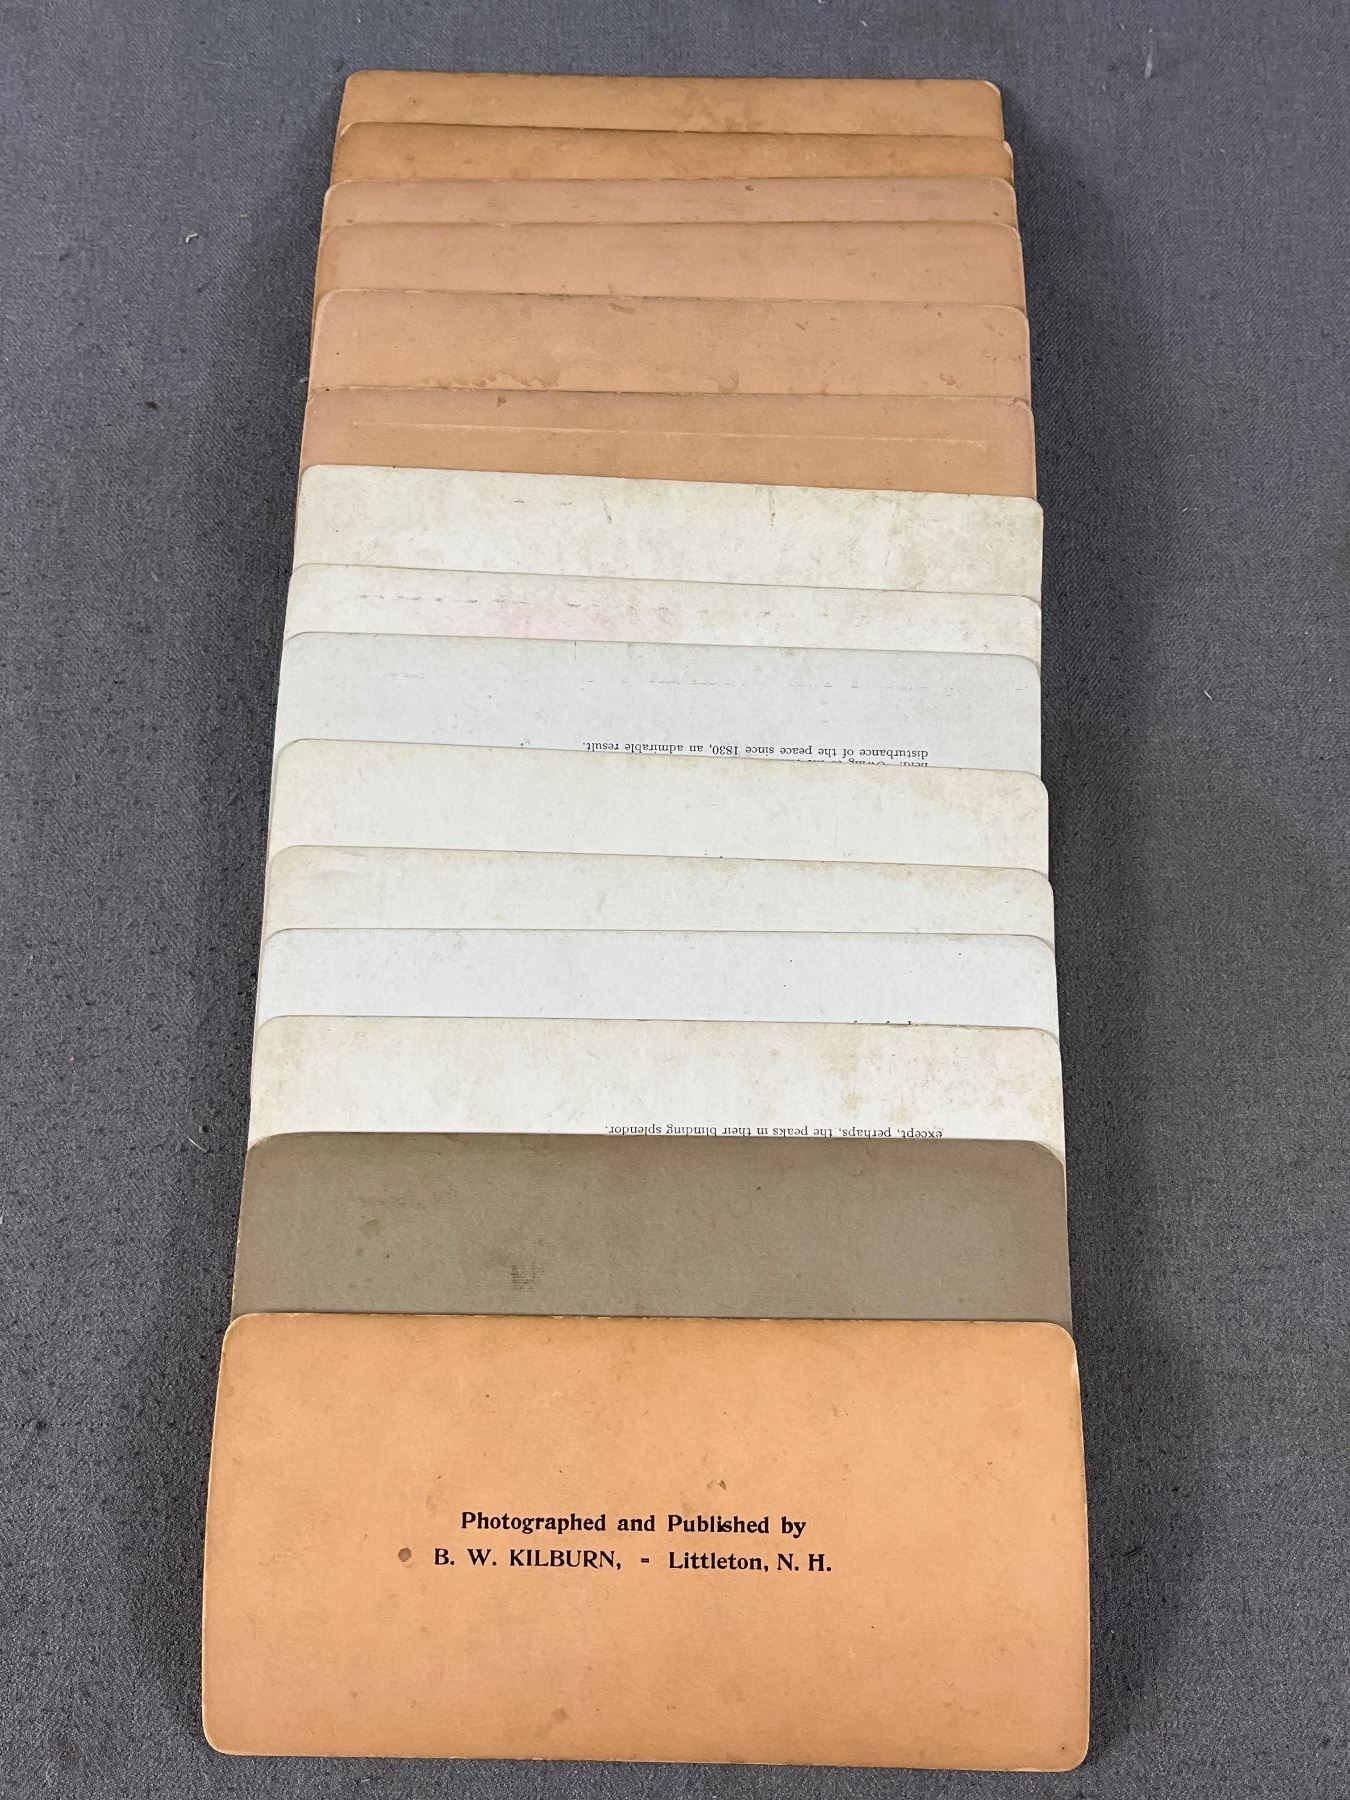 disturbance of the peace since 1830, an admirable result.
except, perhaps, the peaks in their blinding splendor.
Photographed and Published by
B. W. KILBURN, - Littleton, N. H.